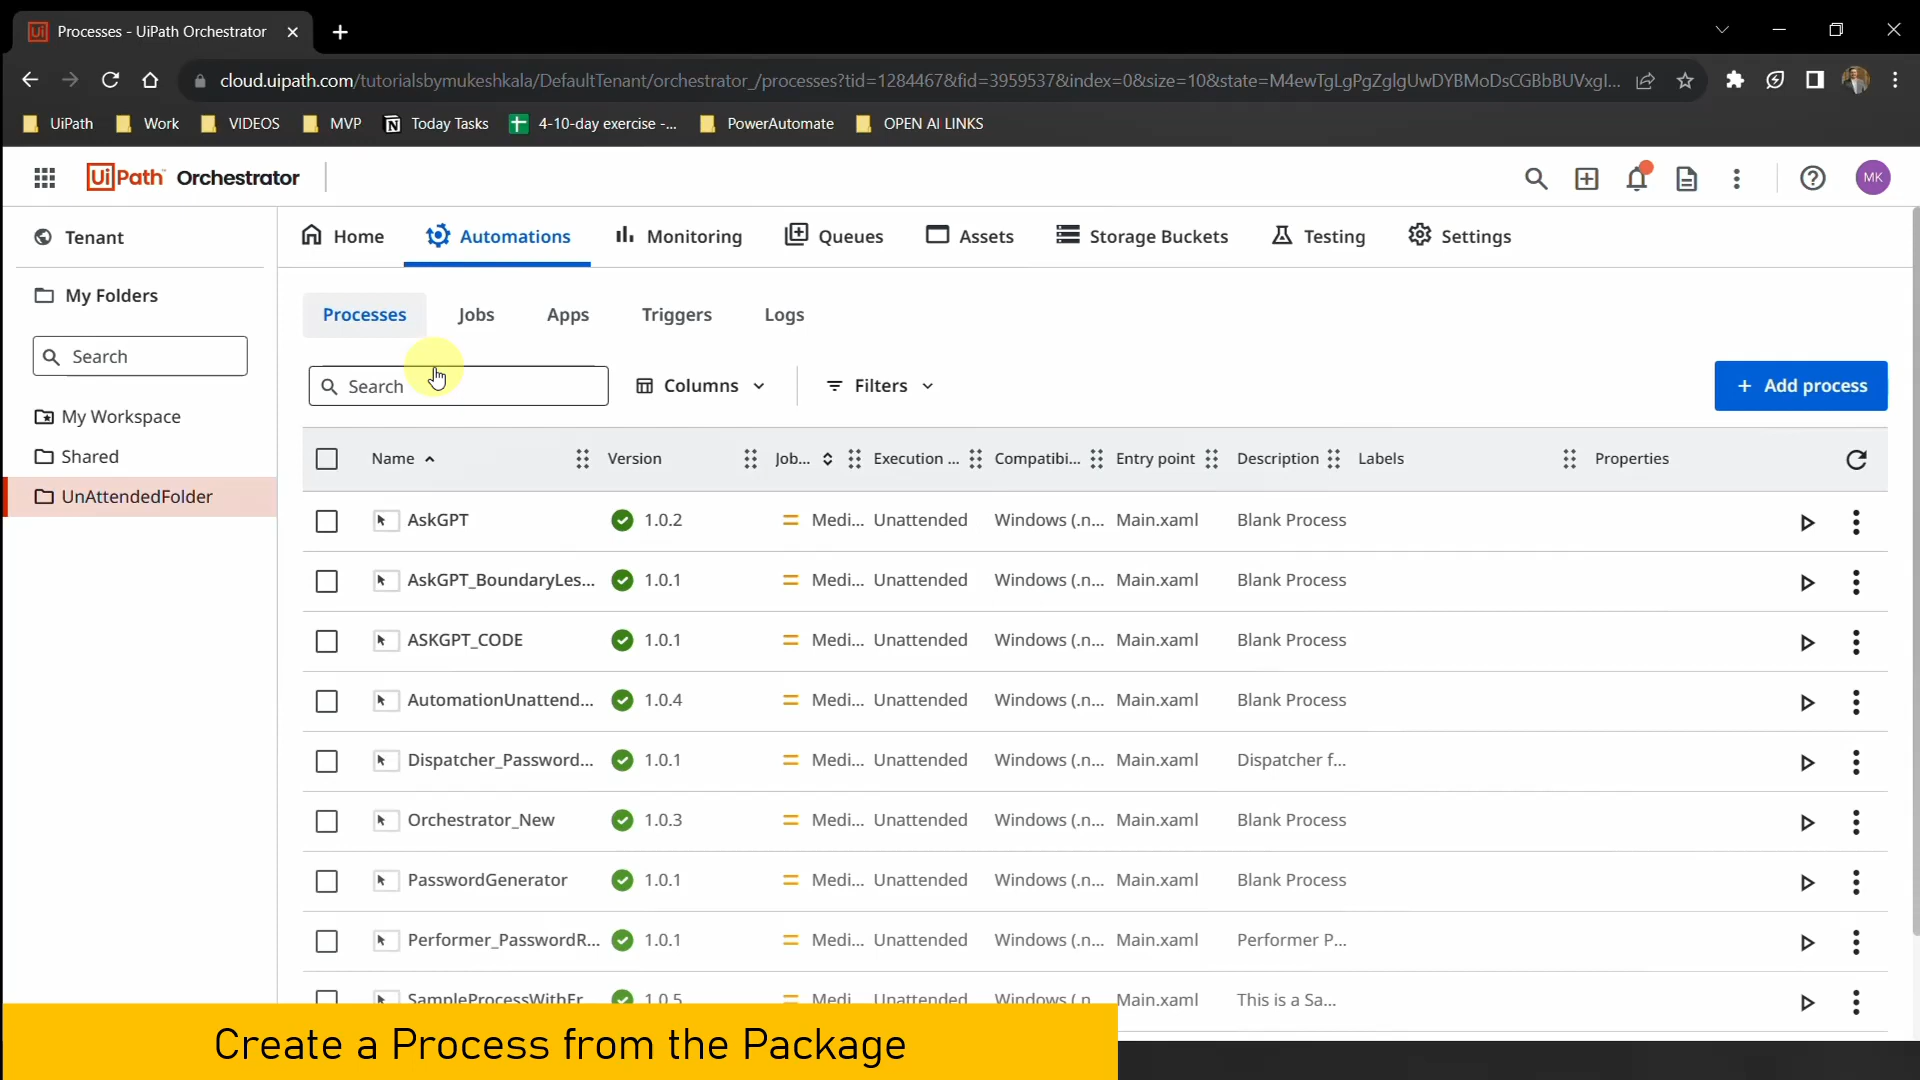 Processes - UiPath Orchestrator
cloud.uipath.com/tutorialsbymukeshkala/DefaultTenant/orchestrator_/processes?tid=1284467&fid=3959537&index=0&size=10&state=M4ewTgLgPgZglgUwDYBMoDsCGBbBUVxgl...
UiPath Work VIDEOS MVP Today Tasks 4-10-day exercise -... PowerAutomate OPEN AI LINKS
UiPath Orchestrator MK
Tenant
Home Automations Monitoring Queues Assets Storage Buckets Testing Settings
My Folders
Search
My Workspace
Shared
UnAttendedFolder
Processes Jobs Apps Triggers Logs
Search Columns Filters + Add process
Name Version Job... Execution ... Compatibi... Entry point Description Labels Properties
AskGPT 1.0.2 Medi... Unattended Windows (.n... Main.xaml Blank Process
AskGPT_BoundaryLes... 1.0.1 Medi... Unattended Windows (.n... Main.xaml Blank Process
ASKGPT_CODE 1.0.1 Medi... Unattended Windows (.n... Main.xaml Blank Process
AutomationUnattend... 1.0.4 Medi... Unattended Windows (.n... Main.xaml Blank Process
Dispatcher_Password... 1.0.1 Medi... Unattended Windows (.n... Main.xaml Dispatcher f...
Orchestrator_New 1.0.3 Medi... Unattended Windows (.n... Main.xaml Blank Process
PasswordGenerator 1.0.1 Medi... Unattended Windows (.n... Main.xaml Blank Process
Performer_PasswordR... 1.0.1 Medi... Unattended Windows (.n... Main.xaml Performer P...
SampleProcessWithEr 1.0.5 Medi Unattended Windows (.n Main.xaml This is a Sa...
Create a Process from the Package